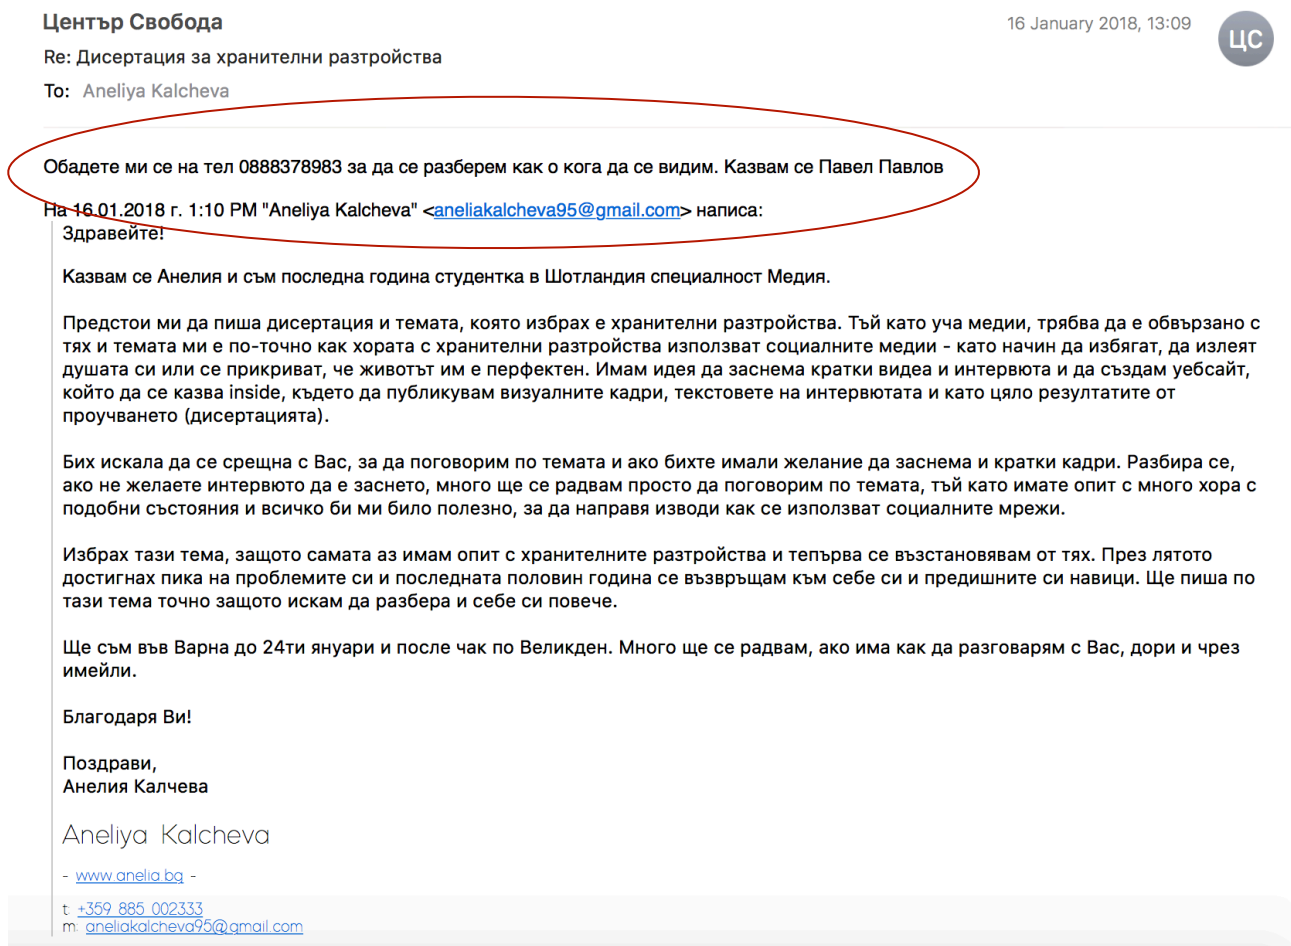 Център Свобода
16 January 2018, 13:09
ЦС
Re: Дисертация за хранителни разтройства
To: Aneliya Kalcheva
Обадете ми се на тел 0888378983 за да се разберем как о кога да се видим. Казвам се Павел Павлов
На 16.01.2018 г. 1:10 PM "Aneliya Kalcheva" <aneliakalcheva95@gmail.com> написа:
Здравейте!
Казвам се Анелия и съм последна година студентка в Шотландия специалност Медия.
Предстои ми да пиша дисертация и темата, която избрах е хранителни разтройства. Тъй като уча медии, трябва да е обвързано с
тях и темата ми е по-точно как хората с хранителни разтройства използват социалните медии - като начин да избягат, да излеят
душата си или се прикриват, че животът им е перфектен. Имам идея да заснема кратки видеа и интервюта и да създам уебсайт,
който да се казва inside, където да публикувам визуалните кадри, текстовете на интервютата и като цяло резултатите от
проучването (дисертацията).
Бих искала да се срещна с Вас, за да поговорим по темата и ако бихте имали желание да заснема и кратки кадри. Разбира се,
ако не желаете интервюто да е заснето, много ще се радвам просто да поговорим по темата, тъй като имате опит с много хора с
подобни състояния и всичко би ми било полезно, за да направя изводи как се използват социалните мрежи.
Избрах тази тема, защото самата аз имам опит с хранителните разтройства и тепърва се възстановявам от тях. През лятото
достигнах пика на проблемите си и последната половин година се възвръщам към себе си и предишните си навици. Ще пиша по
тази тема точно защото искам да разбера и себе си повече.
Ще съм във Варна до 24ти януари и после чак по Великден. Много ще се радвам, ако има как да разговарям с Вас, дори и чрез
имейли.
Благодаря Ви!
Поздрави,
Анелия Калчева
Aneliya Kalcheva
- www.anelia.bg -
t: +359 885 002333
m: aneliakalcheva95@gmail.com